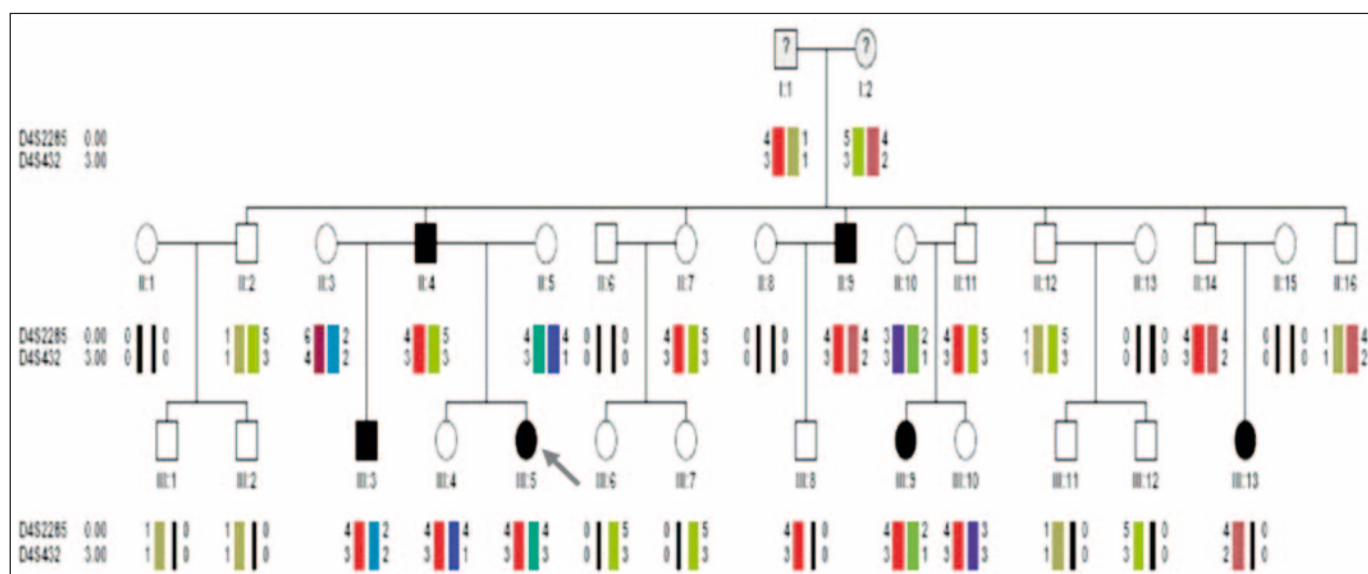 ? ?
I:1 I:2
D4S2285 0.00 4 1 5 4
D4S432 3.00 3 1 3 2
II:1 II:2 II:3 II:4 II:5 II:6 II:7 II:8 II:9 II:10 II:11 II:12 II:13 II:14 II:15 II:16
D4S2285 0.00 0 0 1 5 6 2 4 5 4 4 0 0 4 5 0 0 4 4 3 2 4 5 1 5 0 0 4 4 0 0 1 4
D4S432 3.00 0 0 1 3 4 2 3 3 3 1 0 0 3 3 0 0 3 2 3 1 3 3 1 3 0 0 3 2 0 0 1 2
III:1 III:2 III:3 III:4 III:5 III:6 III:7 III:8 III:9 III:10 III:11 III:12 III:13
D4S2285 0.00 1 0 1 0 4 2 4 4 4 4 0 5 0 5 4 0 4 2 4 3 1 0 5 0 4 0
D4S432 3.00 1 0 1 0 3 2 3 1 3 3 0 3 0 3 3 0 3 1 3 3 1 0 3 0 2 0